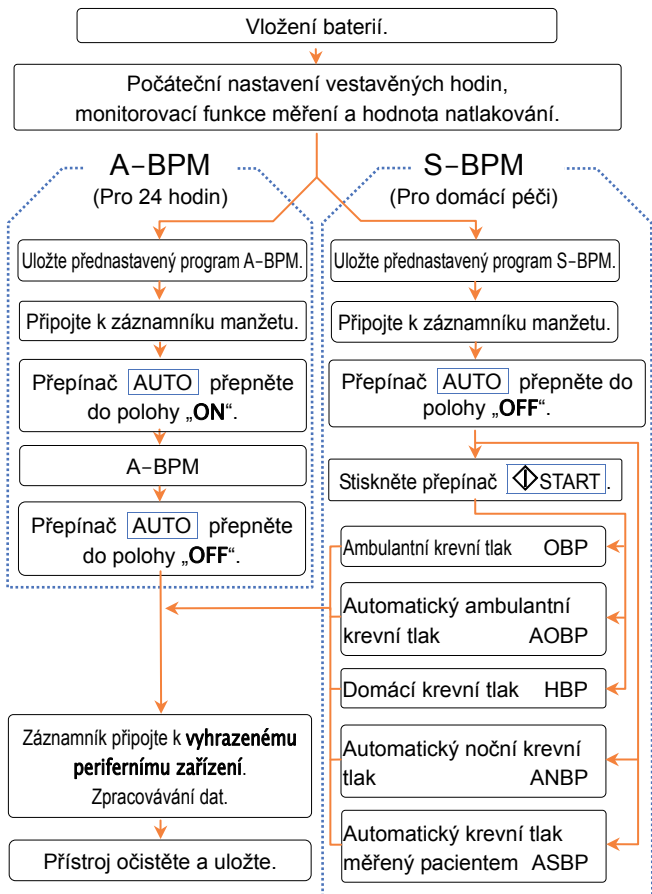 Vložení baterií.
Počáteční nastavení vestavěných hodin,
monitorovací funkce měření a hodnota natlakování.
A-BPM
(Pro 24 hodin)
Uložte přednastavený program A-BPM.
Připojte k záznamníku manžetu.
Přepínač AUTO přepněte
do polohy „ON“.
A-BPM
Přepínač AUTO přepněte
do polohy „OFF“.
S-BPM
(Pro domácí péči)
Uložte přednastavený program S-BPM.
Připojte k záznamníku manžetu.
Přepínač AUTO přepněte do
polohy „OFF“.
Stiskněte přepínač START.
Ambulantní krevní tlak OBP
Automatický ambulantní
krevní tlak AOBP
Domácí krevní tlak HBP
Automatický noční krevní
tlak ANBP
Automatický krevní tlak
měřený pacientem ASBP
Záznamník připojte k vyhrazenému
perifernímu zařízení.
Zpracovávání dat.
Přístroj očistěte a uložte.